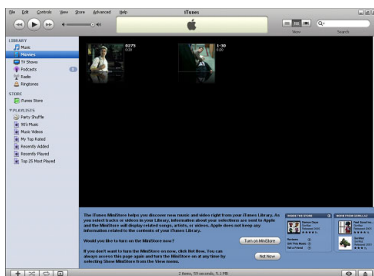 File Edit Controls View Store Advanced Help
iTunes
View
Search
LIBRARY
Music
Movies
TV Shows
Podcasts
Radio
Ringtones
STORE
iTunes Store
PLAYLISTS
Party Shuffle
90's Music
Music Videos
My Top Rated
Recently Added
Recently Played
Top 25 Most Played
The iTunes MiniStore helps you discover new music and video right from your iTunes Library. As
you select tracks or videos in your Library, information about your selections are sent to Apple
and the MiniStore will display related songs, artists, or videos. Apple does not keep any
information related to the contents of your iTunes Library.
Would you like to turn on the MiniStore now?
Turn on MiniStore
If you don't want to turn the MiniStore on now, click Not Now. You can
always access this page again and turn the MiniStore on at any time by
selecting Show MiniStore from the View menu.
Not Now